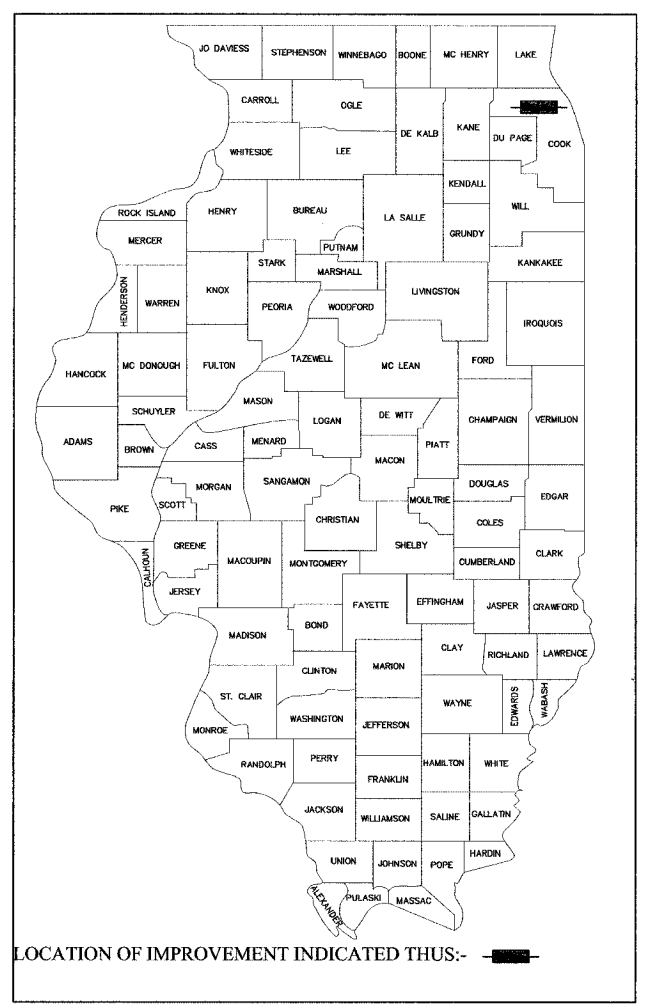 JO DAVIESS STEPHENSON WINNEBAGO BOONE MC HENRY LAKE
CARROLL OGLE DE KALB KANE DU PAGE COOK
WHITESIDE LEE
KENDALL WILL
ROCK ISLAND HENRY BUREAU LA SALLE
MERCER PUTNAM GRUNDY
STARK MARSHALL KANKAKEE
HENDERSON WARREN KNOX PEORIA WOODFORD LIVINGSTON
IROQUOIS
HANCOCK MC DONOUGH FULTON TAZEWELL MC LEAN FORD
MASON
SCHUYLER LOGAN DE WITT CHAMPAIGN VERMILION
ADAMS BROWN CASS MENARD MACON PIATT
MORGAN SANGAMON DOUGLAS
PIKE SCOTT MOULTRIE EDGAR
CHRISTIAN COLES
GREENE SHELBY
CALHOUN MACOUPIN MONTGOMERY CUMBERLAND CLARK
JERSEY FAYETTE EFFINGHAM JASPER CRAWFORD
MADISON BOND
CLAY RICHLAND LAWRENCE
CLINTON MARION
ST. CLAIR WAYNE EDWARDS WABASH
WASHINGTON JEFFERSON
MONROE
RANDOLPH PERRY HAMILTON WHITE
FRANKLIN
JACKSON WILLIAMSON SALINE GALLATIN
UNION JOHNSON POPE HARDIN
ALEXANDER PULASKI MASSAC
LOCATION OF IMPROVEMENT INDICATED THUS:-